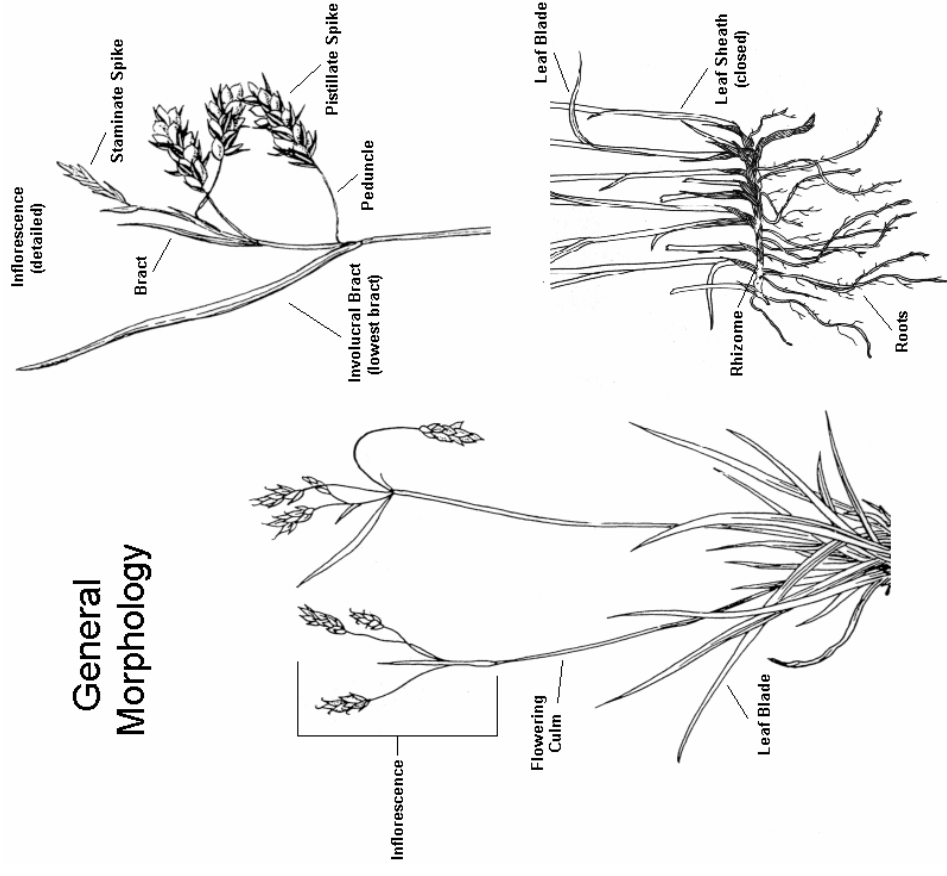 General
Morphology
Inflorescence
Flowering
Culm
Leaf Blade
Inflorescence
(detailed)
Staminate Spike
Bract
Pistillate Spike
Peduncle
Involucral Bract
(lowest bract)
Leaf Blade
Leaf Sheath
(closed)
Rhizome
Roots